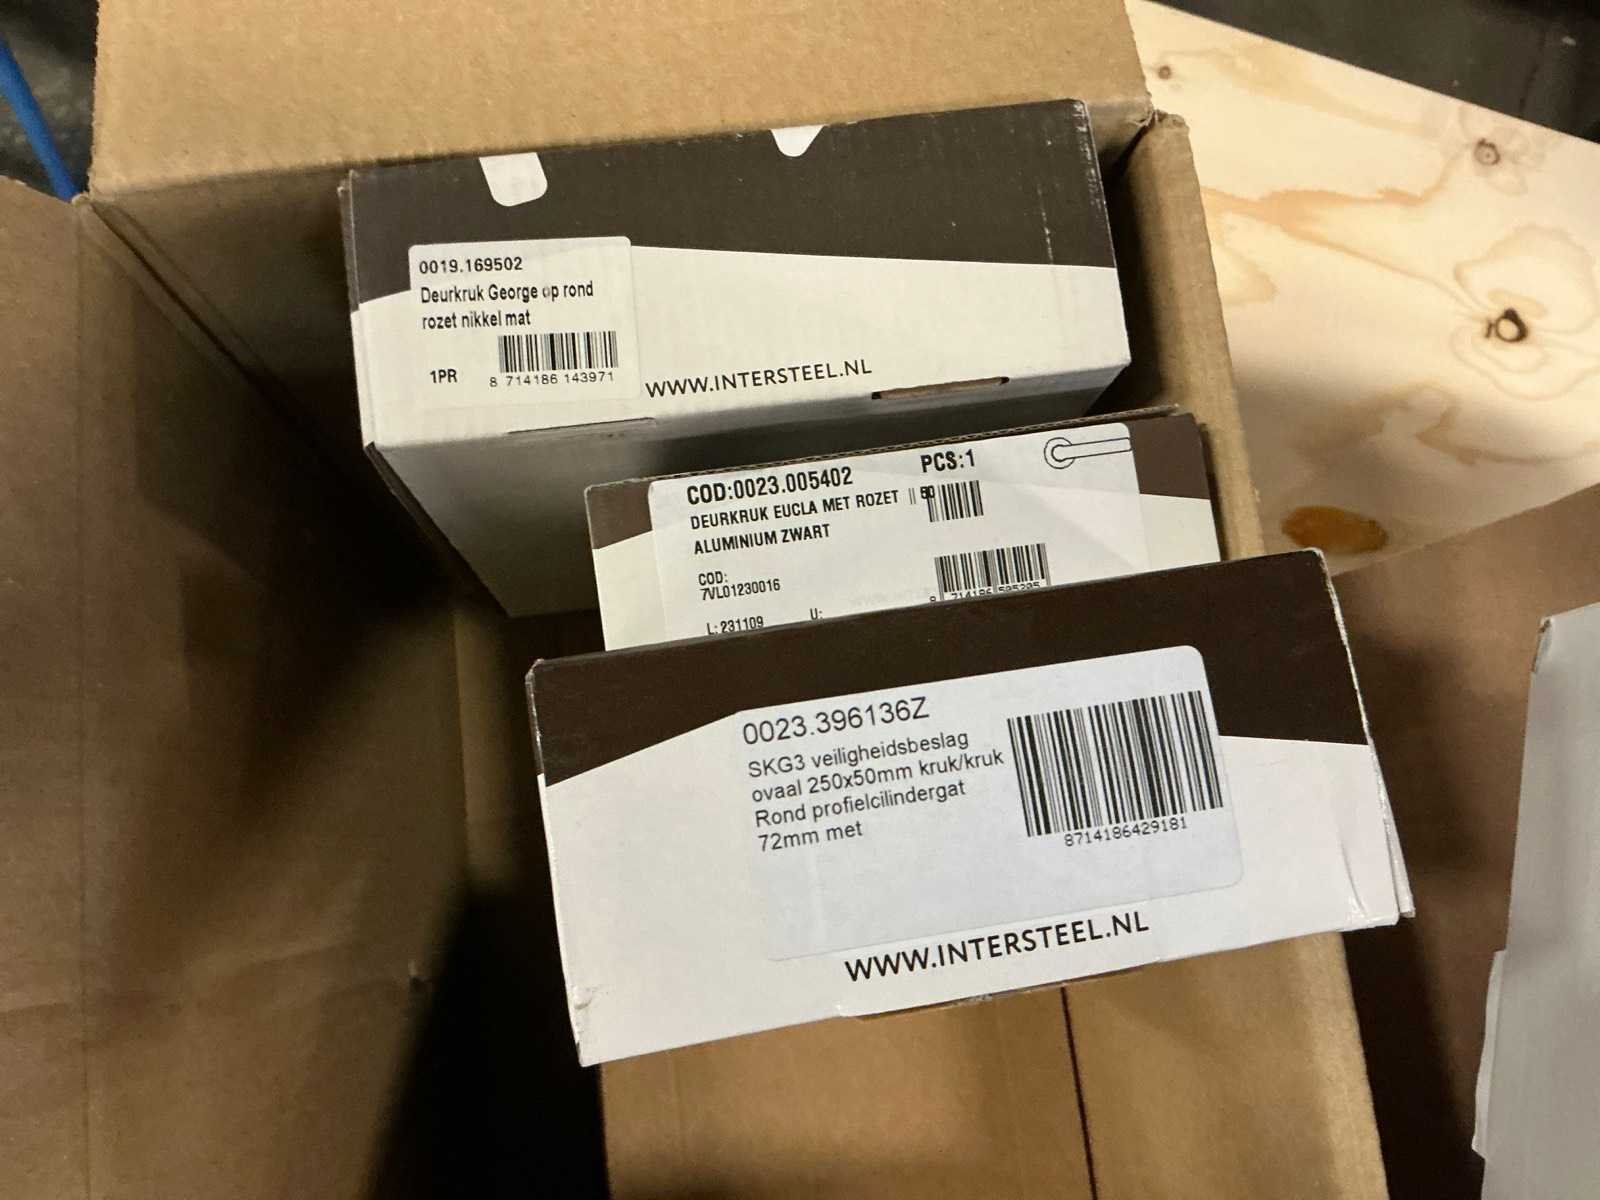 0019.169502
Deurkruk George op rond
rozet nikkel mat
1PR
8 714186 143971
WWW.INTERSTEEL.NL
COD:0023.005402
PCS:1
DEURKRUK EUCLA MET ROZET
ALUMINIUM ZWART
COD:
7VL01230016
L: 231109
U:
0023.396136Z
SKG3 veiligheidsbeslag
ovaal 250x50mm kruk/kruk
Rond profielcilindergat
72mm met
8714186429181
WWW.INTERSTEEL.NL